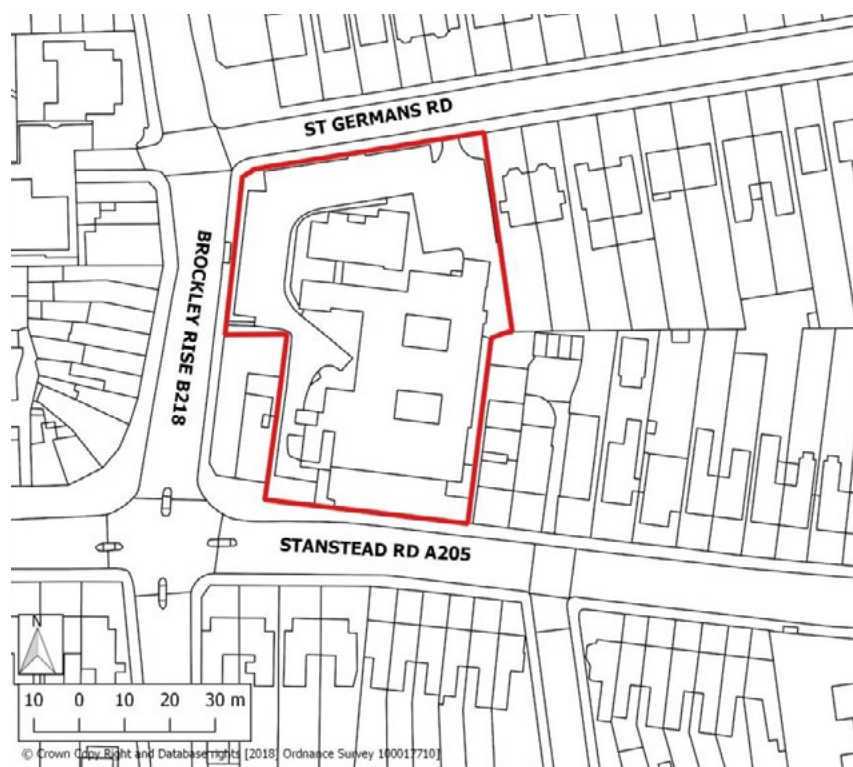 ST GERMANS RD
BROCKLEY RISE B218
STANSTEAD RD A205
N
10 0 10 20 30 m
© Crown Copy Right and Database rights [2018] Ordnance Survey 100017710]